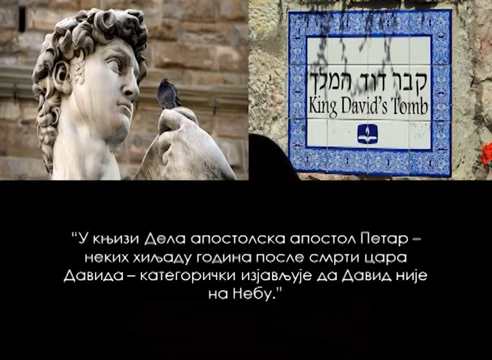 קבר דוד המלך
King David's Tomb
“У књизи Дела апостолска апостол Петар –
неких хиљаду година после смрти цара
Давида – категорички изјављује да Давид није
на Небу."